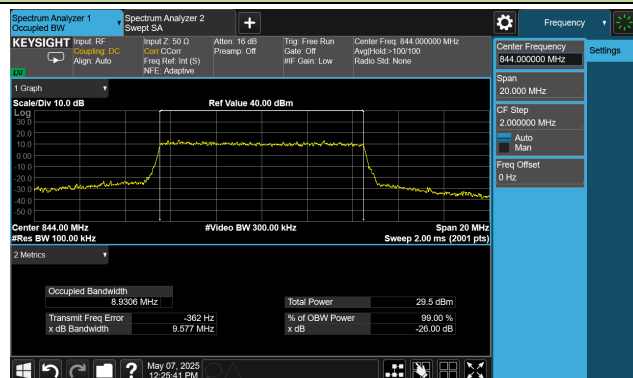 Spectrum Analyzer 1
Occupied BW
Spectrum Analyzer 2
Swept SA
Frequency
KEYSIGHT
Input: RF
Coupling: DC
Align: Auto
Input Z: 50 Ω
Corr CCorr
Freq Ref: Int (S)
NFE: Adaptive
Atten: 16 dB
Preamp: Off
Trig: Free Run
Gate: Off
#IF Gain: Low
Center Freq: 844.000000 MHz
Avg|Hold:>100/100
Radio Std: None
LXI
1 Graph
Scale/Div 10.0 dB
Ref Value 40.00 dBm
Log
30.0
20.0
10.0
0.00
-10.0
-20.0
-30.0
-40.0
-50.0
Center 844.00 MHz
#Video BW 300.00 kHz
Span 20 MHz
#Res BW 100.00 kHz
Sweep 2.00 ms (2001 pts)
2 Metrics
Occupied Bandwidth
8.9306 MHz
Total Power 29.5 dBm
Transmit Freq Error -362 Hz
% of OBW Power 99.00 %
x dB Bandwidth 9.577 MHz
x dB -26.00 dB
May 07, 2025
12:25:41 PM
Center Frequency
844.000000 MHz
Settings
Span
20.000 MHz
CF Step
2.000000 MHz
Auto
Man
Freq Offset
0 Hz